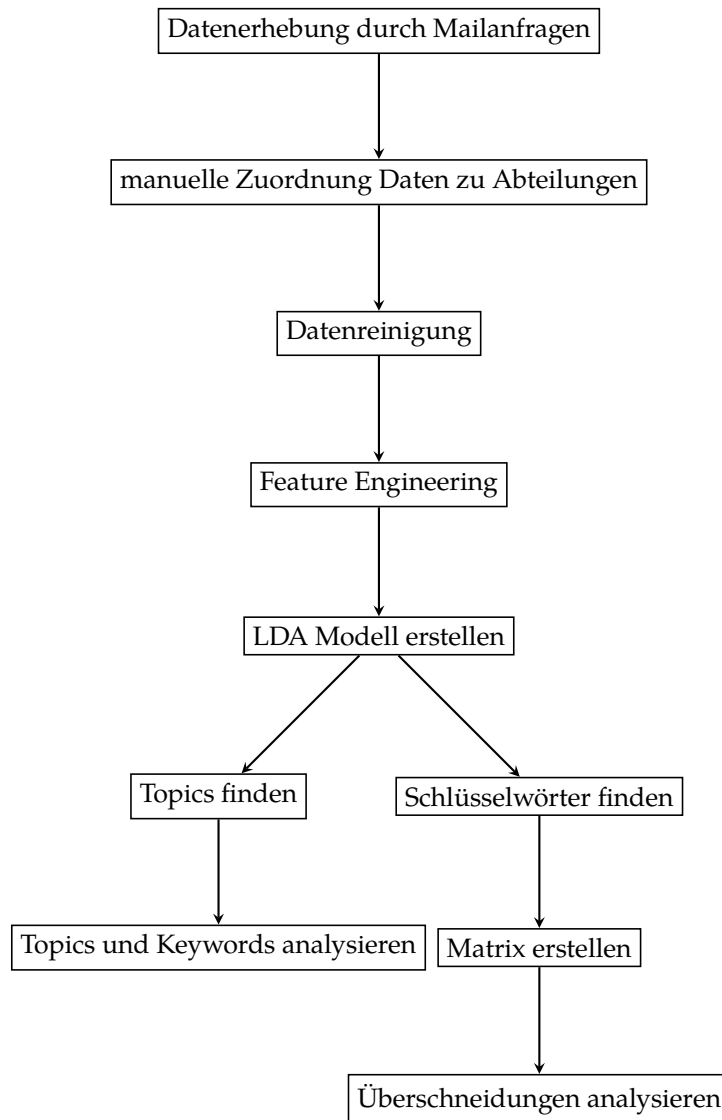 Datenerhebung durch Mailanfragen
manuelle Zuordnung Daten zu Abteilungen
Datenreinigung
Feature Engineering
LDA Modell erstellen
Topics finden
Schlüsselwörter finden
Topics und Keywords analysieren
Matrix erstellen
Überschneidungen analysieren